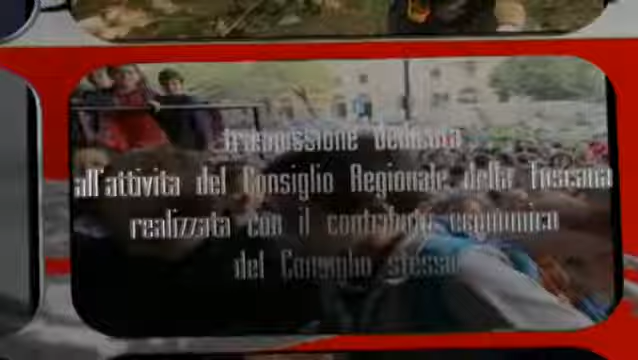 trasmissione dedicata
all'attivita del Consiglio Regionale della Toscana
realizzata con il contributo economico
del Consiglio stesso